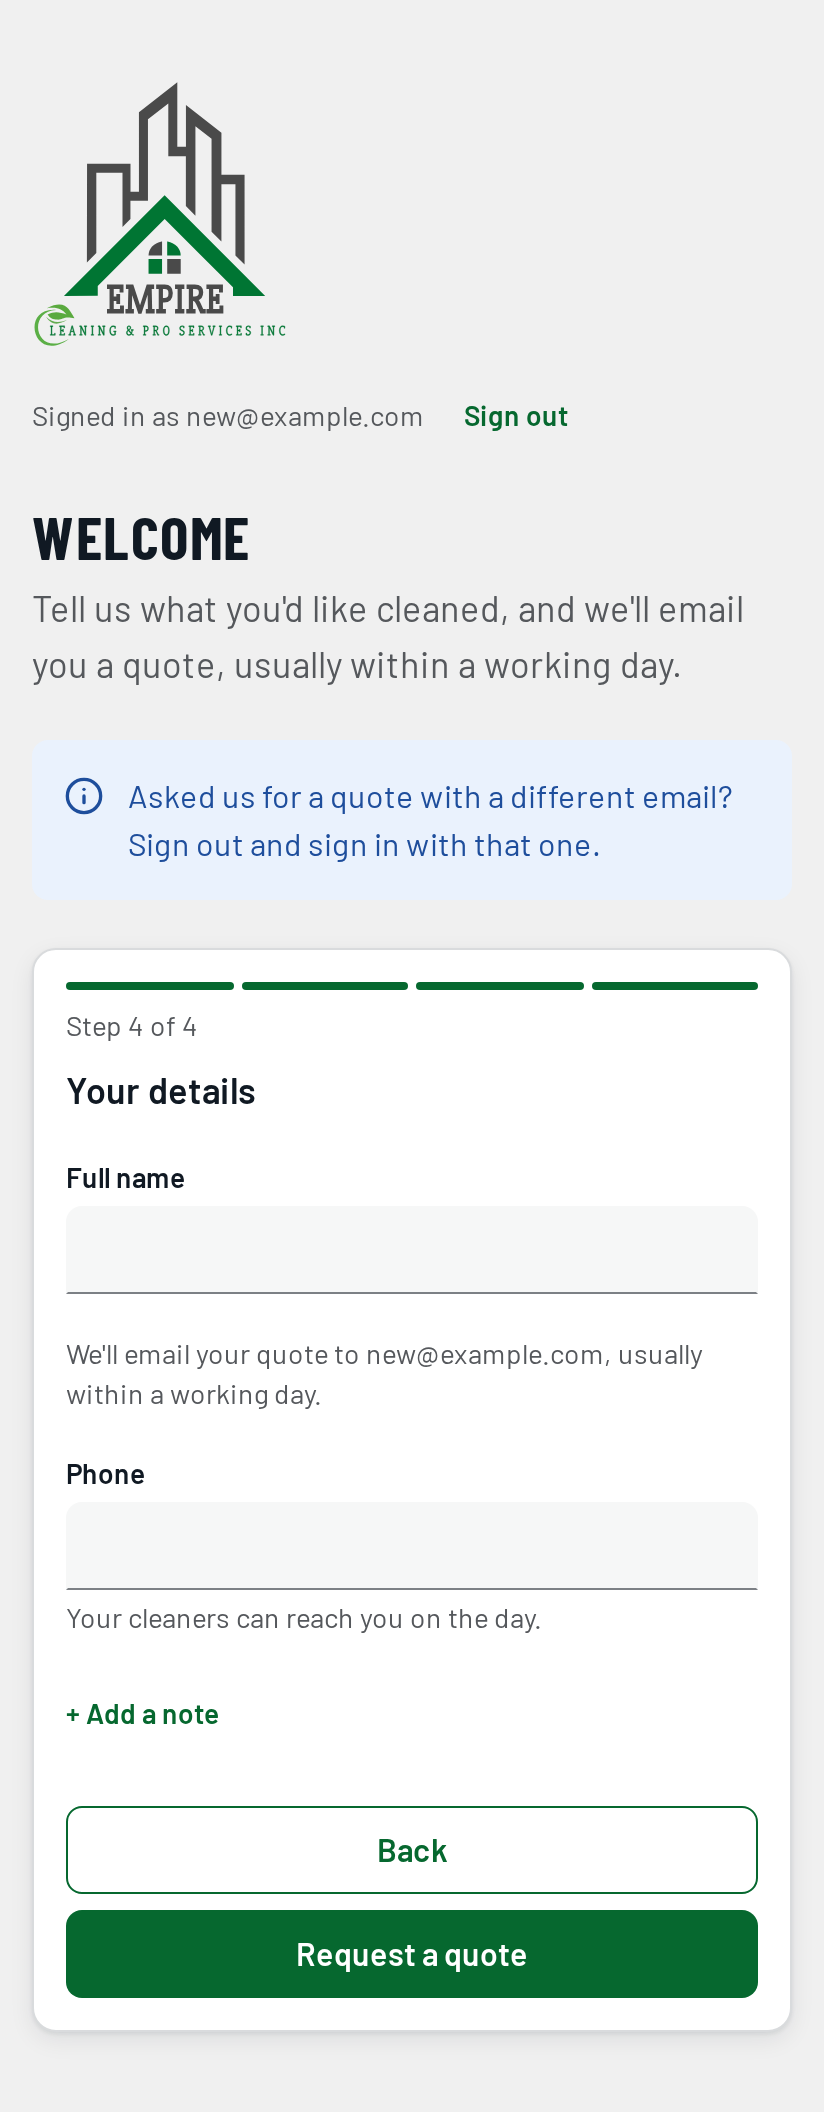 EMPIRE
CLEANING & PRO SERVICES INC
Signed in as new@example.com Sign out
WELCOME
Tell us what you'd like cleaned, and we'll email
you a quote, usually within a working day.
Asked us for a quote with a different email?
Sign out and sign in with that one.
Step 4 of 4
Your details
Full name
We'll email your quote to new@example.com, usually
within a working day.
Phone
Your cleaners can reach you on the day.
+ Add a note
Back
Request a quote